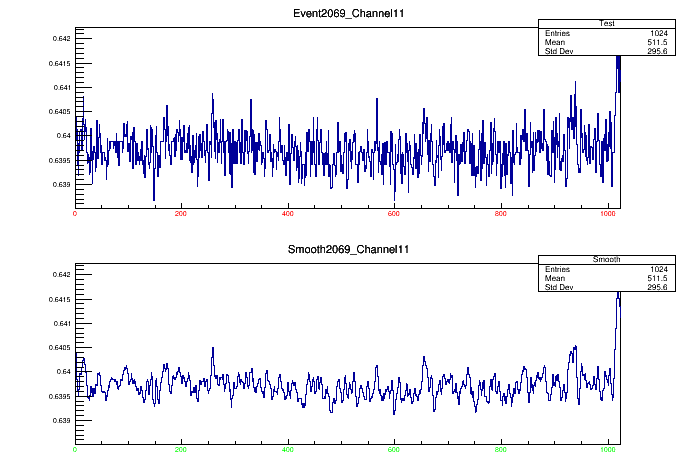 Event2069_Channel11
Test
Entries 1024
Mean 511.5
Std Dev 295.6
0.642
0.6415
0.641
0.6405
0.64
0.6395
0.639
0 200 400 600 800 1000
Smooth2069_Channel11
Smooth
Entries 1024
Mean 511.5
Std Dev 295.6
0.642
0.6415
0.641
0.6405
0.64
0.6395
0 200 400 600 800 1000